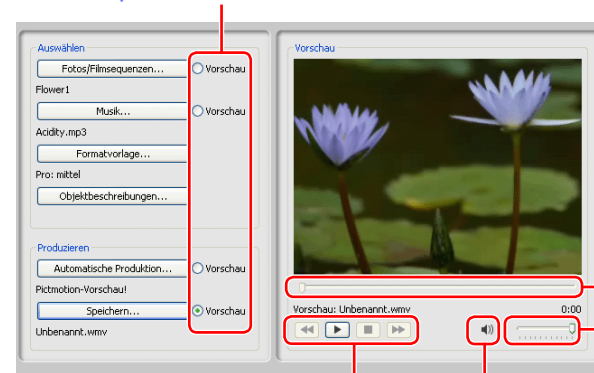 Auswählen
Fotos/Filmsequenzen...
Vorschau
Flower1
Musik...
Vorschau
Acidity.mp3
Formatvorlage...
Pro: mittel
Objektbeschreibungen...
Produzieren
Automatische Produktion...
Vorschau
Pictmotion-Vorschau!
Speichern...
Vorschau
Unbenannt.wmv
Vorschau
Vorschau: Unbenannt.wmv
0:00